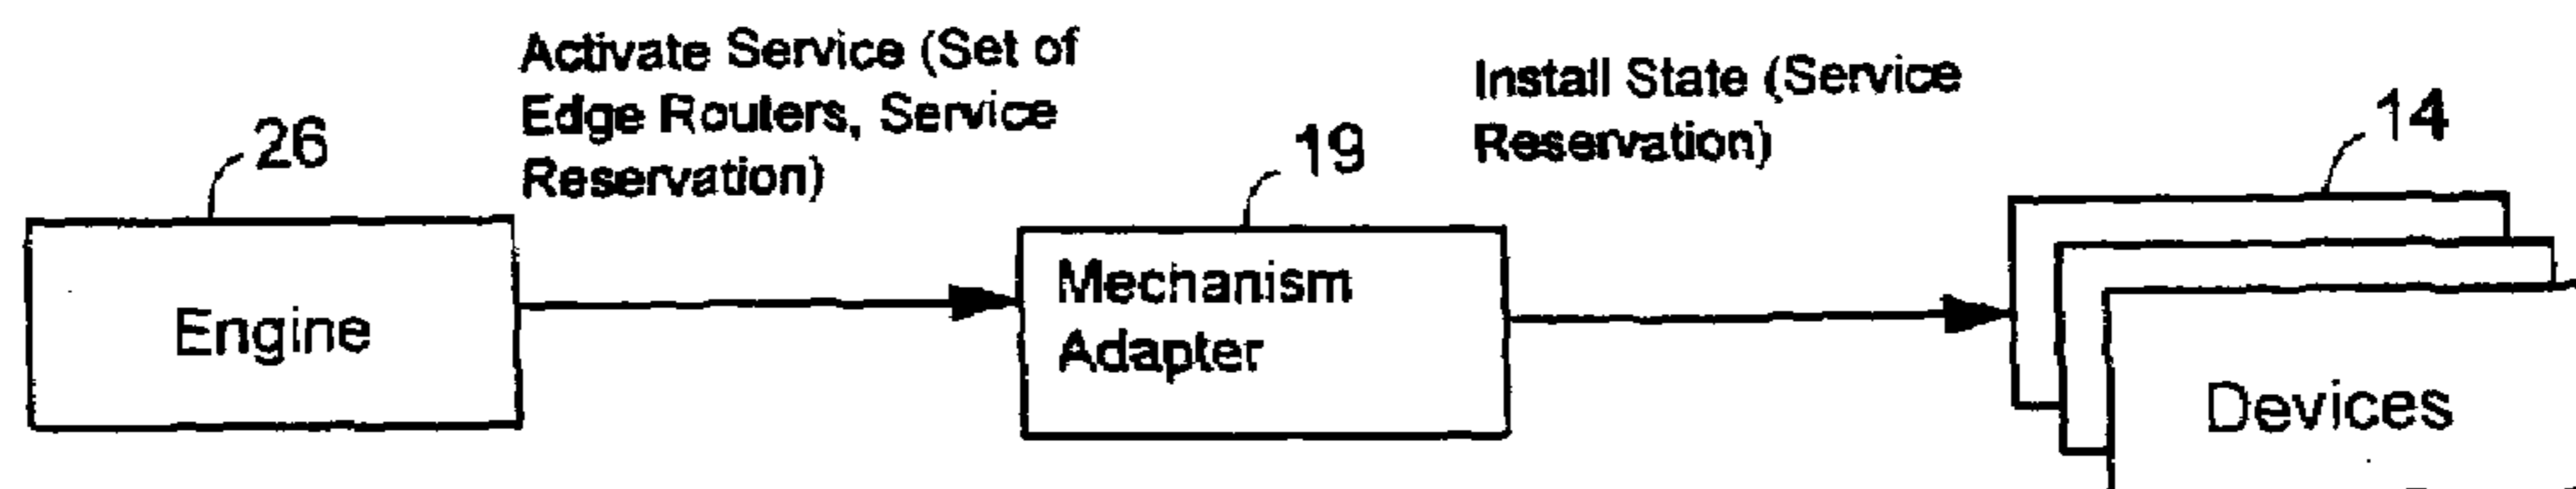 Activate Service (Set of
Edge Routers, Service
Reservation)
Install State (Service
Reservation)
26
19
14
Engine
Mechanism
Adapter
Devices